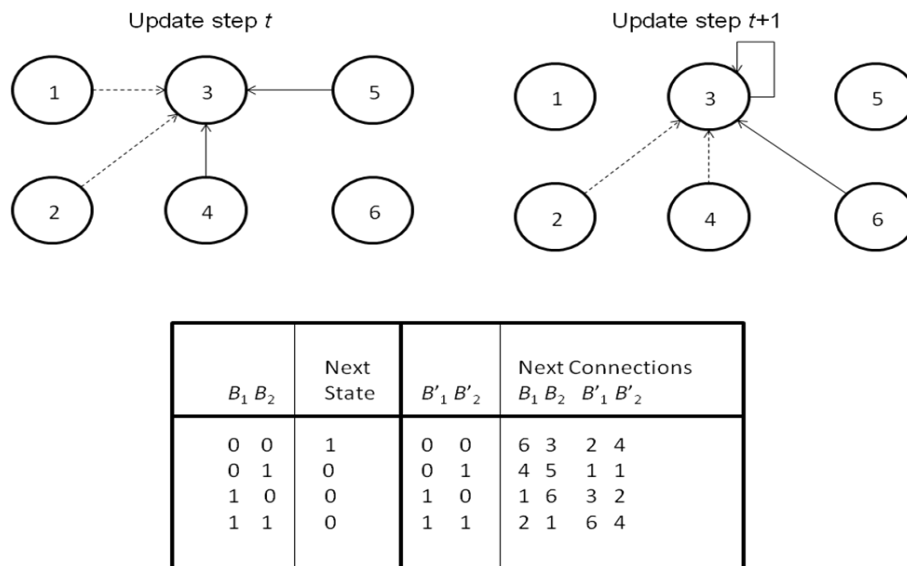 Update step t
Update step t+1
1 3 5
2 4 6
1 3 5
2 4 6
Next Next Connections
B1 B2 State B'1 B'2 B1 B2 B'1 B'2
0 0 1 0 0 6 3 2 4
0 1 0 0 1 4 5 1 1
1 0 0 1 0 1 6 3 2
1 1 0 1 1 2 1 6 4